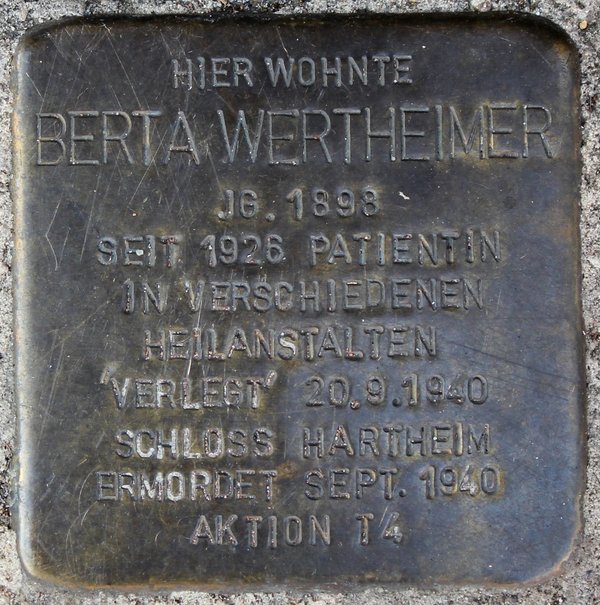 HIER WOHNTE
BERTA WERTHEIMER
JG. 1898
SEIT 1926 PATIENTIN
IN VERSCHIEDENEN
HEILANSTALTEN
'VERLEGT' 20.9.1940
SCHLOSS HARTHEIM
ERMORDET SEPT. 1940
AKTION T4